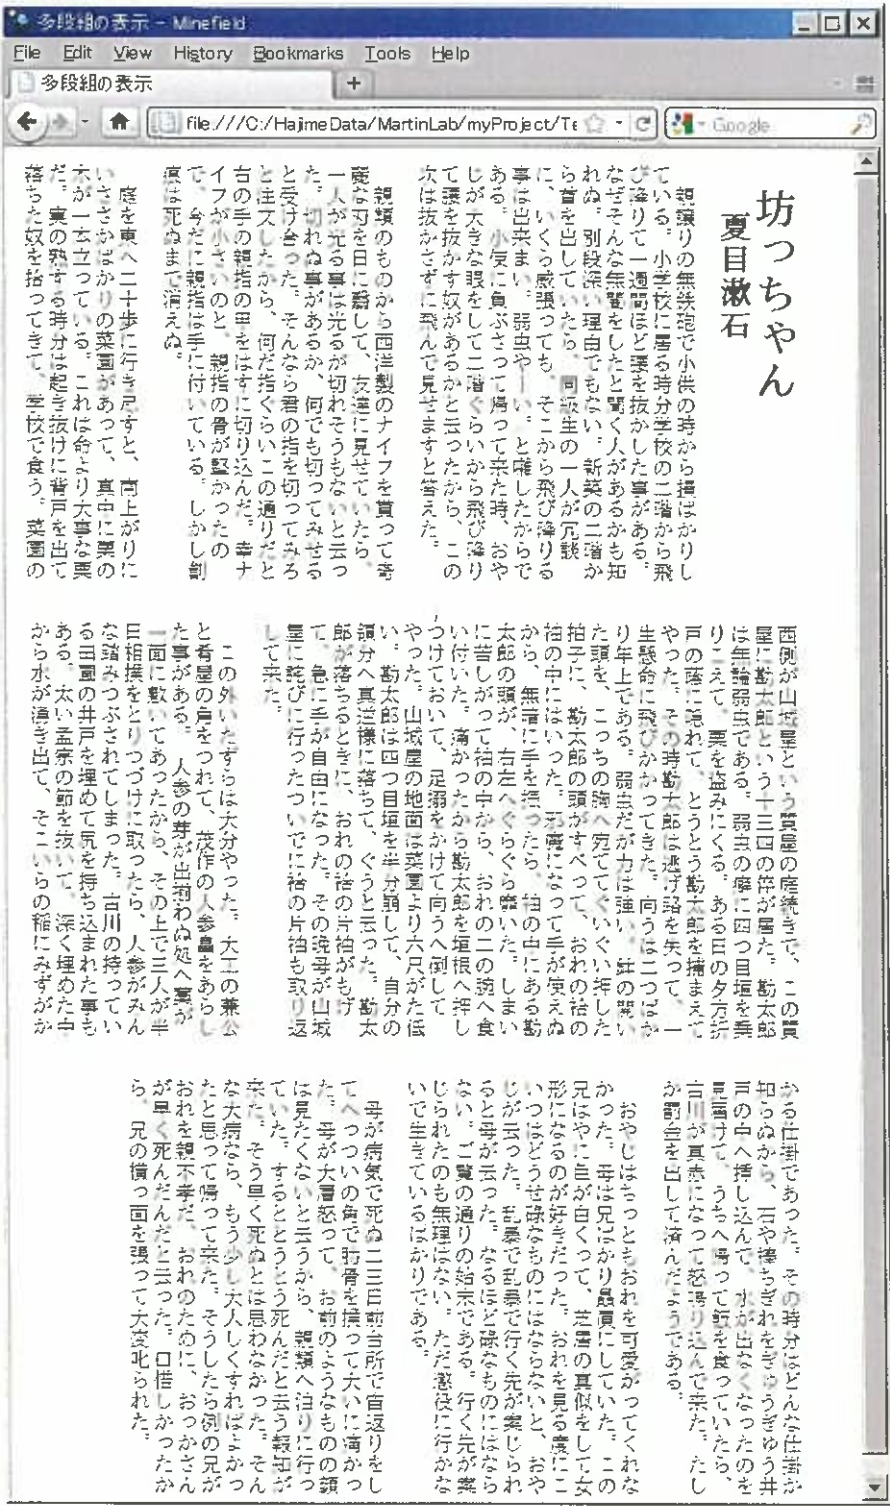 多段組の表示 - Minefield
File Edit View History Bookmarks Tools Help
多段組の表示 +
file:///C:/HajimeData/MartinLab/myProject/Te
Google
坊っちゃん
夏目漱石
親譲りの無鉄砲で小供の時から損ばかりし
ている。小学校に居る時分学校の二階から飛
び降りて一週間ほど腰を抜かした事がある。
なぜそんな無闇をしたと聞く人があるかも知
れぬ。別段深い理由でもない。新築の二階か
ら首を出していたら、同級生の一人が冗談
に、いくら威張っても、そこから飛び降りる
事は出来まい。弱虫やーい。と囃したからで
ある。小使に負ぶさって帰って来た時、おや
じが大きな眼をして二階ぐらいから飛び降り
て腰を抜かす奴があるかと云ったから、この
次は抜かさずに飛んで見せますと答えた。
親類のものから西洋製のナイフを貰って奇
麗な刃を日に翳して、友達に見せていたら、
一人が光る事は光るが切れそうもないと云っ
た。切れぬ事があるか、何でも切ってみせる
と受け合った。そんなら君の指を切ってみろ
と注文したから、何だ指ぐらいこの通りだと
右の手の親指の甲をはすに切り込んだ。幸ナ
イフが小さいのと、親指の骨が堅かったの
で、今だに親指は手に付いている。しかし創
痕は死ぬまで消えぬ。
庭を東へ二十歩に行き尽すと、南上がりに
いささかばかりの菜園があって、真中に栗の
木が一本立っている。これは命より大事な栗
だ。実の熟する時分は起き抜けに背戸を出て
落ちた奴を拾ってきて、学校で食う。菜園の
西側が山城屋という質屋の庭続きで、この質
屋に勘太郎という十三四の倅が居た。勘太郎
は無論弱虫である。弱虫の癖に四つ目垣を乗
りこえて、栗を盗みにくる。ある日の夕方折
戸の蔭に隠れて、とうとう勘太郎を捕まえて
やった。その時勘太郎は逃げ路を失って、一
生懸命に飛びかかってきた。向うは二つばか
り年上である。弱虫だが力は強い。鉢の開い
た頭を、こっちの胸へ宛ててぐいぐい押した
拍子に、勘太郎の頭がすべって、おれの袷の
袖の中にはいった。邪魔になって手が使えぬ
から、無暗に手を振ったら、袖の中にある勘
太郎の頭が、右左へぐらぐら靡いた。しまい
に苦しがって袖の中から、おれの二の腕へ食
い付いた。痛かったから勘太郎を垣根へ押し
つけておいて、足搦をかけて向うへ倒して
やった。山城屋の地面は菜園より六尺がた低
い。勘太郎は四つ目垣を半分崩して、自分の
領分へ真逆様に落ちて、ぐうと云った。勘太
郎が落ちるときに、おれの袷の片袖がもげ
て、急に手が自由になった。その晩母が山城
屋に詫びに行ったついでに袷の片袖も取り返
して来た。
この外いたずらは大分やった。大工の兼公
と肴屋の角をつれて、茂作の人参畠をあらし
た事がある。人参の芽が出揃わぬ処へ藁が
一面に敷いてあったから、その上で三人が半
日相撲をとりつづけに取ったら、人参がみん
な踏みつぶされてしまった。古川の持ってい
る田圃の井戸を埋めて尻を持ち込まれた事も
ある。太い孟宗の節を抜いて、深く埋めた中
から水が湧き出て、そこいらの稲にみずがか
かる仕掛であった。その時分はどんな仕掛か
知らぬから、石や棒ちぎれをぎゅうぎゅう井
戸の中へ挿し込んで、水が出なくなったのを
見届けて、うちへ帰って飯を食っていたら、
古川が真赤になって怒鳴り込んで来た。たし
か罰金を出して済んだようである。
おやじはちっともおれを可愛がってくれな
かった。母は兄ばかり贔屓にしていた。この
兄はやに色が白くって、芝居の真似をして女
形になるのが好きだった。おれを見る度にこ
いつはどうせ碌なものにはならないと、おや
じが云った。乱暴で乱暴で行く先が案じられ
ると母が云った。なるほど碌なものにはなら
ない。ご覧の通りの始末である。行く先が案
じられたのも無理はない。ただ懲役に行かな
いで生きているばかりである。
母が病気で死ぬ二三日前台所で宙返りをし
てへっついの角で肋骨を撲って大いに痛かっ
た。母が大層怒って、お前のようなものの顔
は見たくないと云うから、親類へ泊りに行っ
ていた。するととうとう死んだと云う報知が
来た。そう早く死ぬとは思わなかった。そん
な大病なら、もう少し大人しくすればよかっ
たと思って帰って来た。そうしたら例の兄が
おれを親不孝だ、おれのために、おっかさん
が早く死んだんだと云った。口惜しかったか
ら、兄の横っ面を張って大変叱られた。